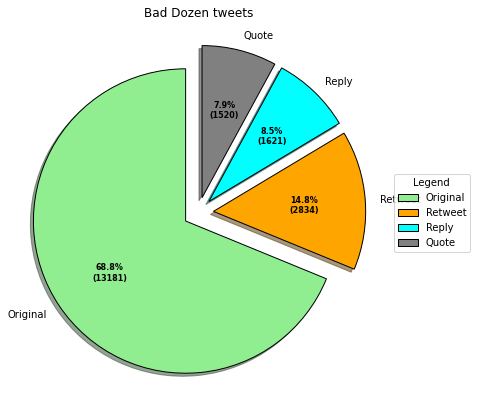 Bad Dozen tweets
Quote
Reply
7.9%
(1520)
8.5%
(1621)
14.8%
(2834)
68.8%
(13181)
Original
Legend
Original
Retweet
Reply
Quote